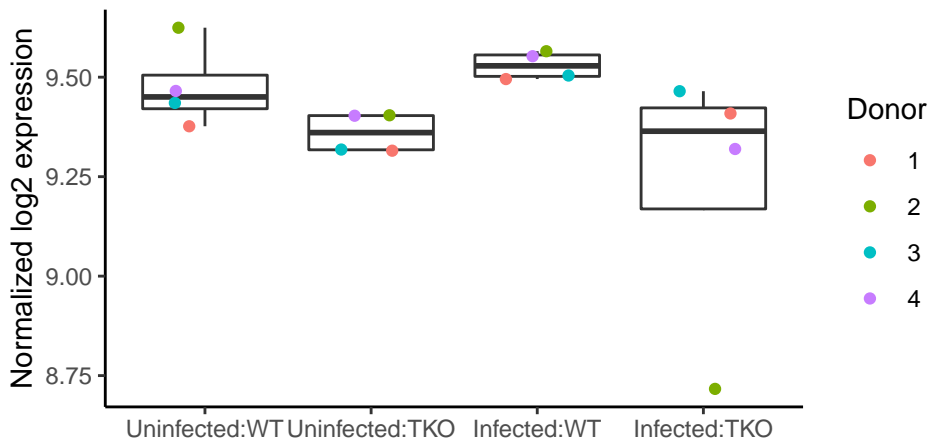 Normalized log2 expression
9.50
9.25
9.00
8.75
Uninfected:WT
Uninfected:TKO
Infected:WT
Infected:TKO
Donor
1
2
3
4